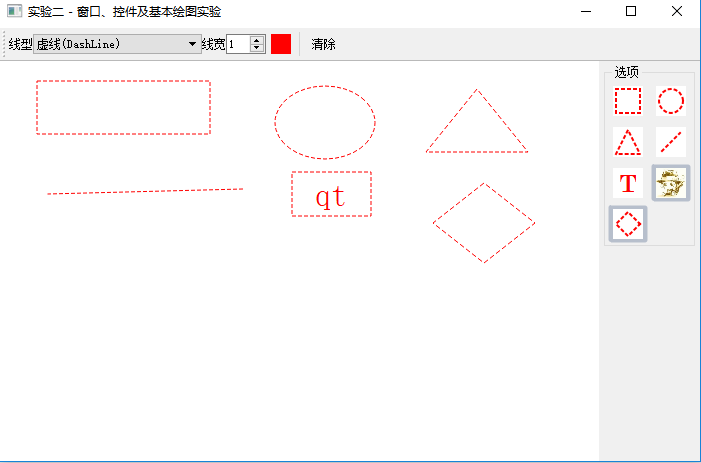 实验二 - 窗口、控件及基本绘图实验
线型 虚线(DashLine) 线宽 1 清除
选项
T
qt